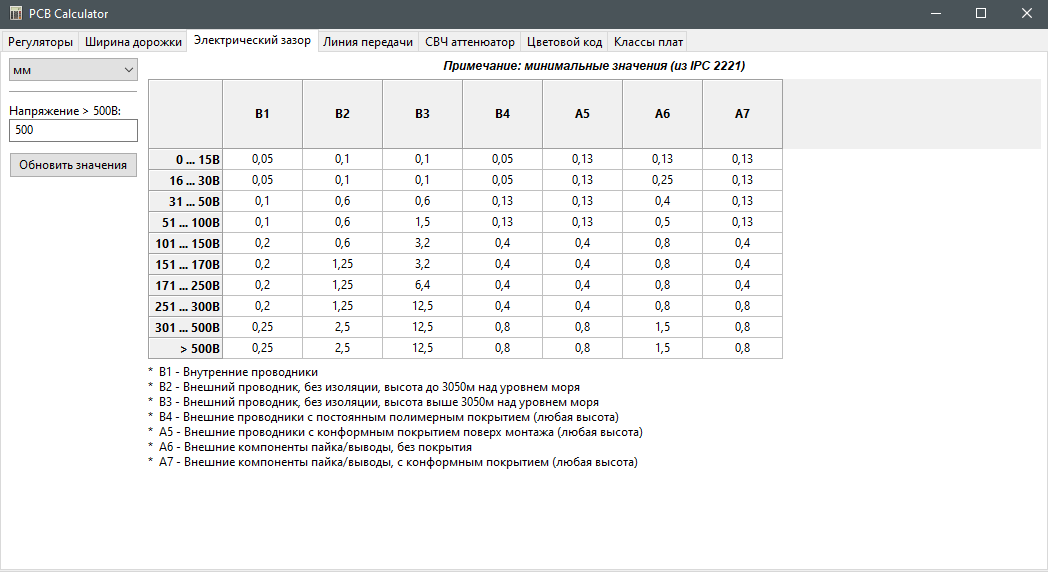 PCB Calculator
Регуляторы Ширина дорожки Электрический зазор Линия передачи СВЧ аттенюатор Цветовой код Классы плат
мм
Примечание: минимальные значения (из IPC 2221)
Напряжение > 500В:
500
Обновить значения
B1 B2 B3 B4 A5 A6 A7
0 ... 15В 0,05 0,1 0,1 0,05 0,13 0,13 0,13
16 ... 30В 0,05 0,1 0,1 0,05 0,13 0,25 0,13
31 ... 50В 0,1 0,6 0,6 0,13 0,13 0,4 0,13
51 ... 100В 0,1 0,6 1,5 0,13 0,13 0,5 0,13
101 ... 150В 0,2 0,6 3,2 0,4 0,4 0,8 0,4
151 ... 170В 0,2 1,25 3,2 0,4 0,4 0,8 0,4
171 ... 250В 0,2 1,25 6,4 0,4 0,4 0,8 0,4
251 ... 300В 0,2 1,25 12,5 0,4 0,4 0,8 0,8
301 ... 500В 0,25 2,5 12,5 0,8 0,8 1,5 0,8
> 500В 0,25 2,5 12,5 0,8 0,8 1,5 0,8
* B1 - Внутренние проводники
* B2 - Внешний проводник, без изоляции, высота до 3050м над уровнем моря
* B3 - Внешний проводник, без изоляции, высота выше 3050м над уровнем моря
* B4 - Внешние проводники с постоянным полимерным покрытием (любая высота)
* A5 - Внешние проводники с конформным покрытием поверх монтажа (любая высота)
* A6 - Внешние компоненты пайка/выводы, без покрытия
* A7 - Внешние компоненты пайка/выводы, с конформным покрытием (любая высота)